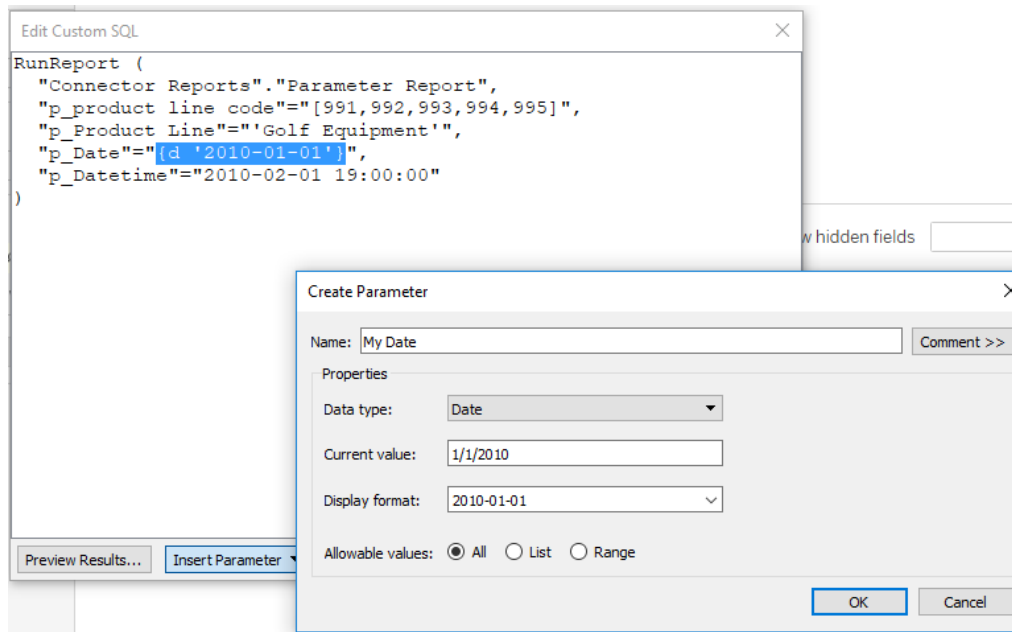 Edit Custom SQL
RunReport (
"Connector Reports"."Parameter Report",
"p_product line code"="[991,992,993,994,995]",
"p_Product Line"="'Golf Equipment'",
"p_Date"="{d '2010-01-01'}",
"p_Datetime"="2010-02-01 19:00:00"
)
w hidden fields
Create Parameter
Name: My Date Comment >>
Properties
Data type: Date
Current value: 1/1/2010
Display format: 2010-01-01
Allowable values: All List Range
Preview Results... Insert Parameter
OK Cancel